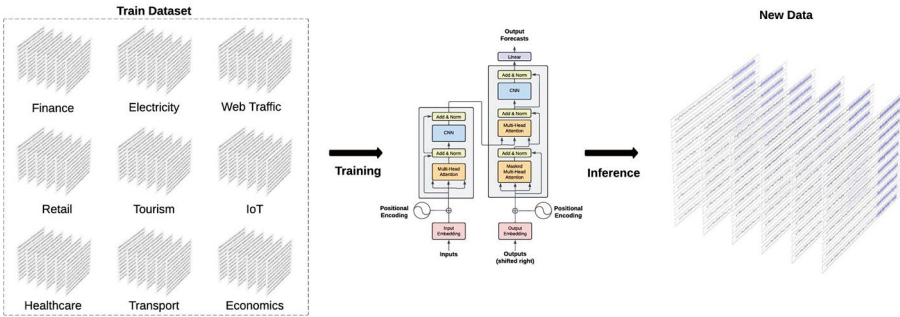 Train Dataset
Finance
Electricity
Web Traffic
Retail
Tourism
IoT
Healthcare
Transport
Economics
Training
Output
Forecasts
Linear
Add & Norm
CNN
Add & Norm
Multi-Head
Attention
Add & Norm
Masked
Multi-Head
Attention
Add & Norm
CNN
Add & Norm
Multi-Head
Attention
Positional
Encoding
Input
Embedding
Inputs
Positional
Encoding
Output
Embedding
Outputs
(shifted right)
Inference
New Data